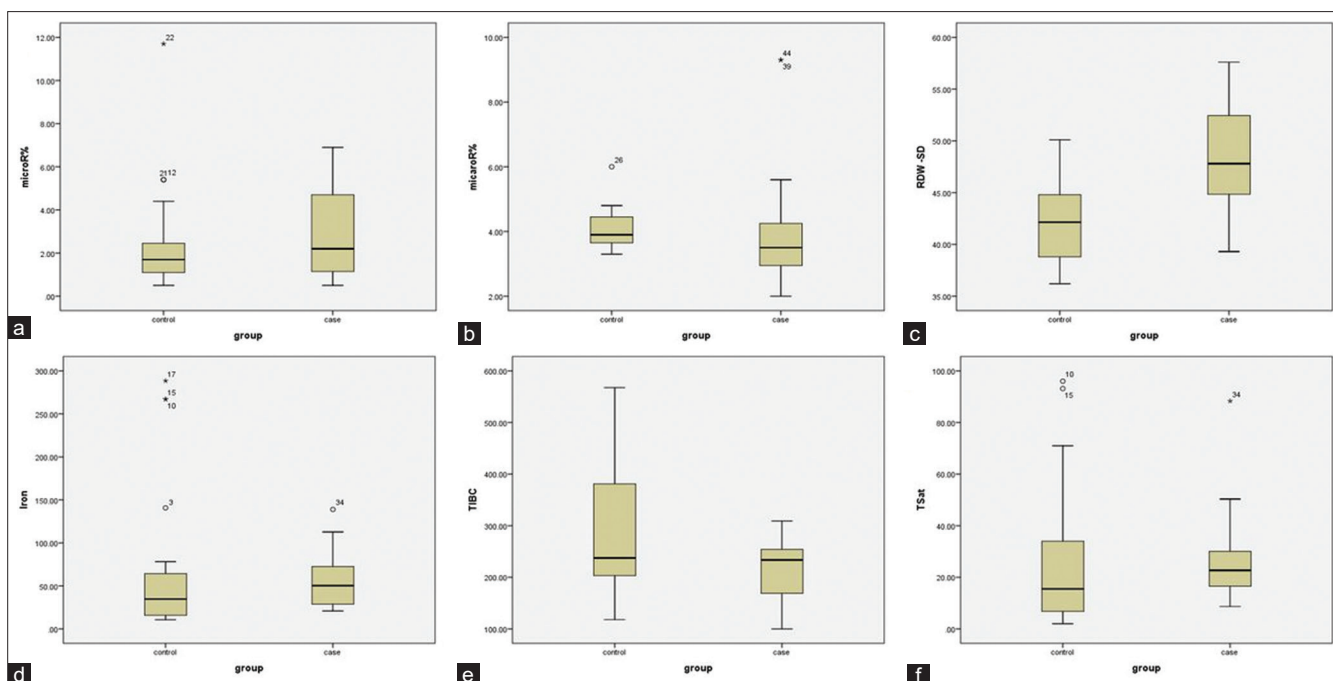 12.00
10.00
8.00
6.00
4.00
2.00
.00
microR%
22
2112
control
case
group
a
10.00
8.00
6.00
4.00
2.00
micaroR%
26
44
39
control
case
group
b
60.00
55.00
50.00
45.00
40.00
35.00
RDW -SD
control
case
group
c
300.00
250.00
200.00
150.00
100.00
50.00
.00
Iron
17
15
10
3
34
control
case
group
d
600.00
500.00
400.00
300.00
200.00
100.00
TIBC
control
case
group
e
100.00
80.00
60.00
40.00
20.00
.00
TSat
10
15
34
control
case
group
f